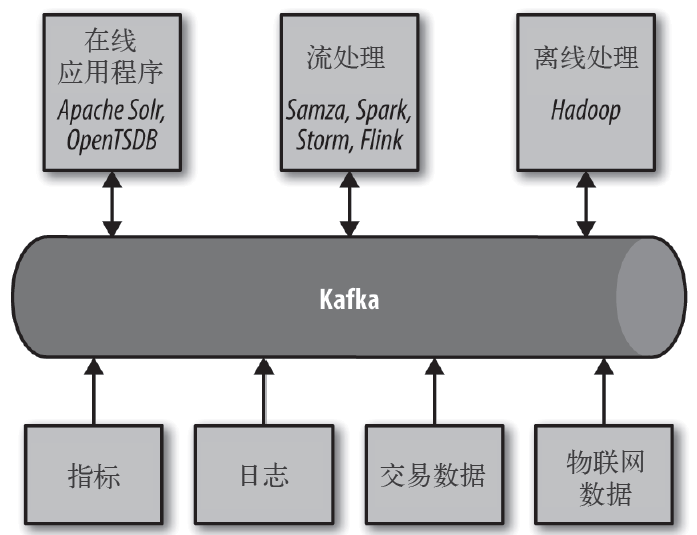 在线
应用程序
Apache Solr,
OpenTSDB
流处理
Samza, Spark,
Storm, Flink
离线处理
Hadoop
Kafka
指标
日志
交易数据
物联网
数据